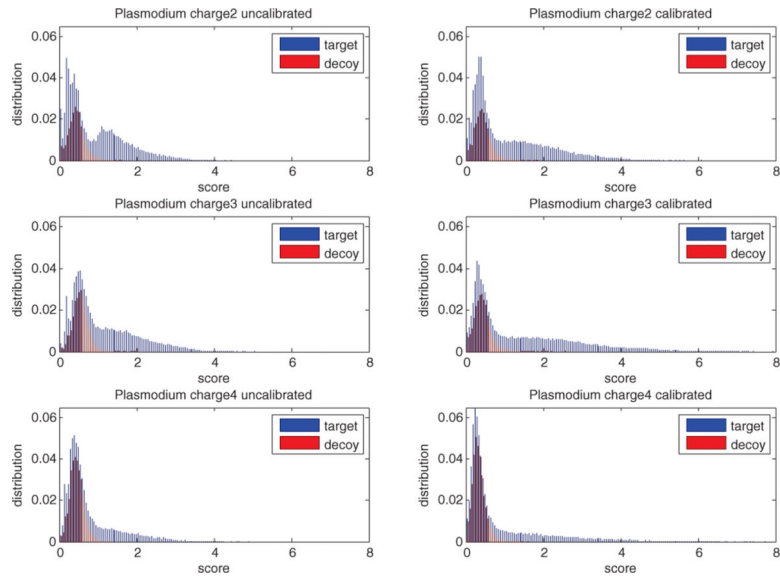 Plasmodium charge2 uncalibrated
0.06
0.04
0.02
0
distribution
target
decoy
0 2 4 6 8
score
Plasmodium charge2 calibrated
0.06
0.04
0.02
0
distribution
target
decoy
0 2 4 6 8
score
Plasmodium charge3 uncalibrated
0.06
0.04
0.02
0
distribution
target
decoy
0 2 4 6 8
score
Plasmodium charge3 calibrated
0.06
0.04
0.02
0
distribution
target
decoy
0 2 4 6 8
score
Plasmodium charge4 uncalibrated
0.06
0.04
0.02
0
distribution
target
decoy
0 2 4 6 8
score
Plasmodium charge4 calibrated
0.06
0.04
0.02
0
distribution
target
decoy
0 2 4 6 8
score